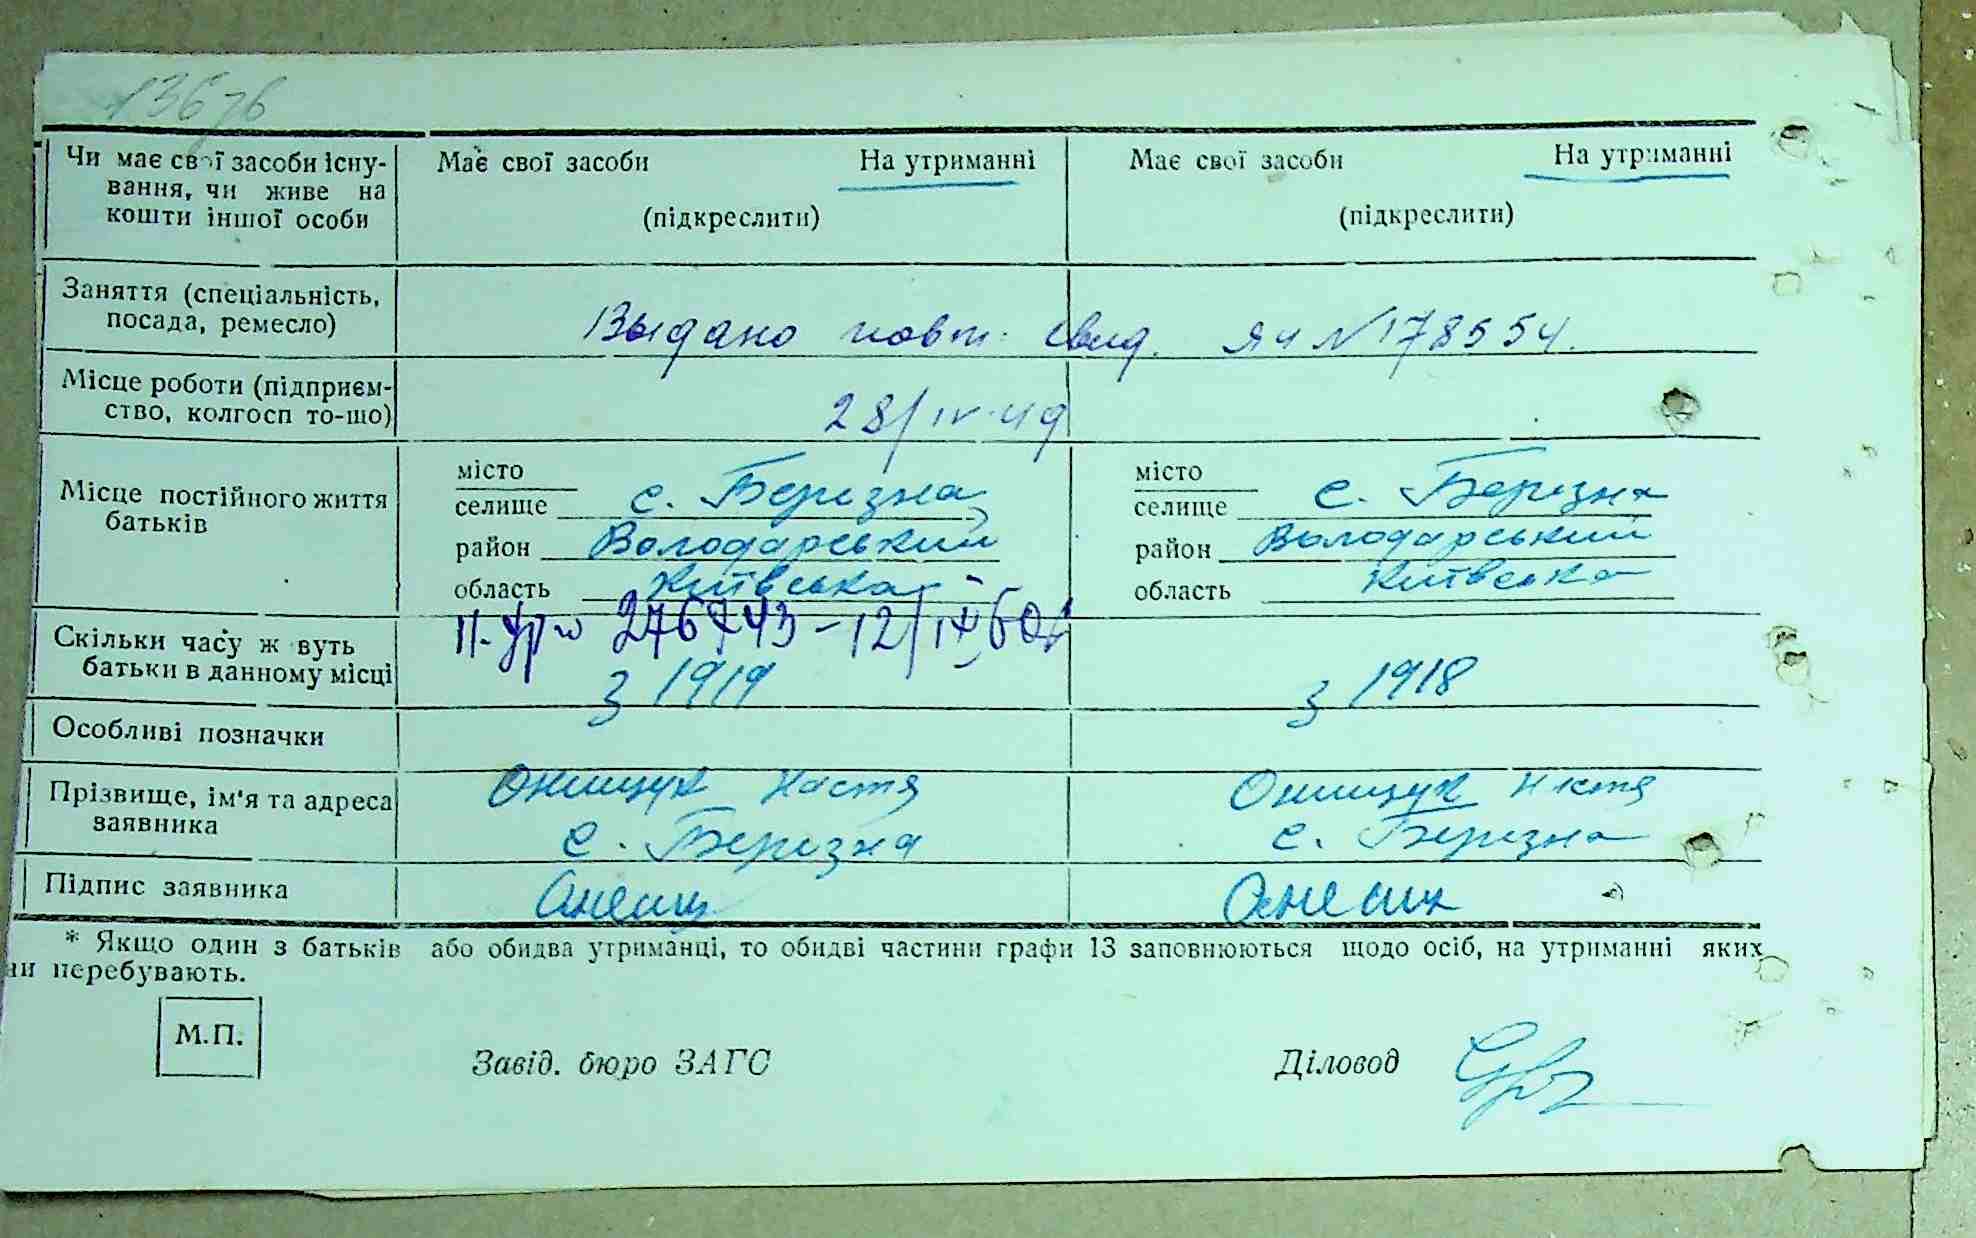 136
Чи має свої засоби існу-
вання, чи живе на
кошти іншої особи
Має свої засоби На утриманні
(підкреслити)
Має свої засоби На утриманні
(підкреслити)
Заняття (спеціальність,
посада, ремесло)
Выдано повт. свид. ЯЧ № 178554.
Місце роботи (підприєм-
ство, колгосп то-що)
28/IV-49
Місце постійного життя
батьків
місто
селище с. Березна
район Володарський
область Київська
місто
селище с. Березна
район Володарський
область Київська
Скільки часу ж вуть
батьки в данному місці
276743-12/IX
з 1919
з 1918
Особливі позначки
Прізвище, ім'я та адреса
заявника
Онищук Настя
с. Березна
Онищук Настя
с. Березна
Підпис заявника
* Якщо один з батьків або обидва утриманці, то обидві частини графи 13 заповнюються щодо осіб, на утриманні яких
ни перебувають.
М.П.
Завід. бюро ЗАГС
Діловод